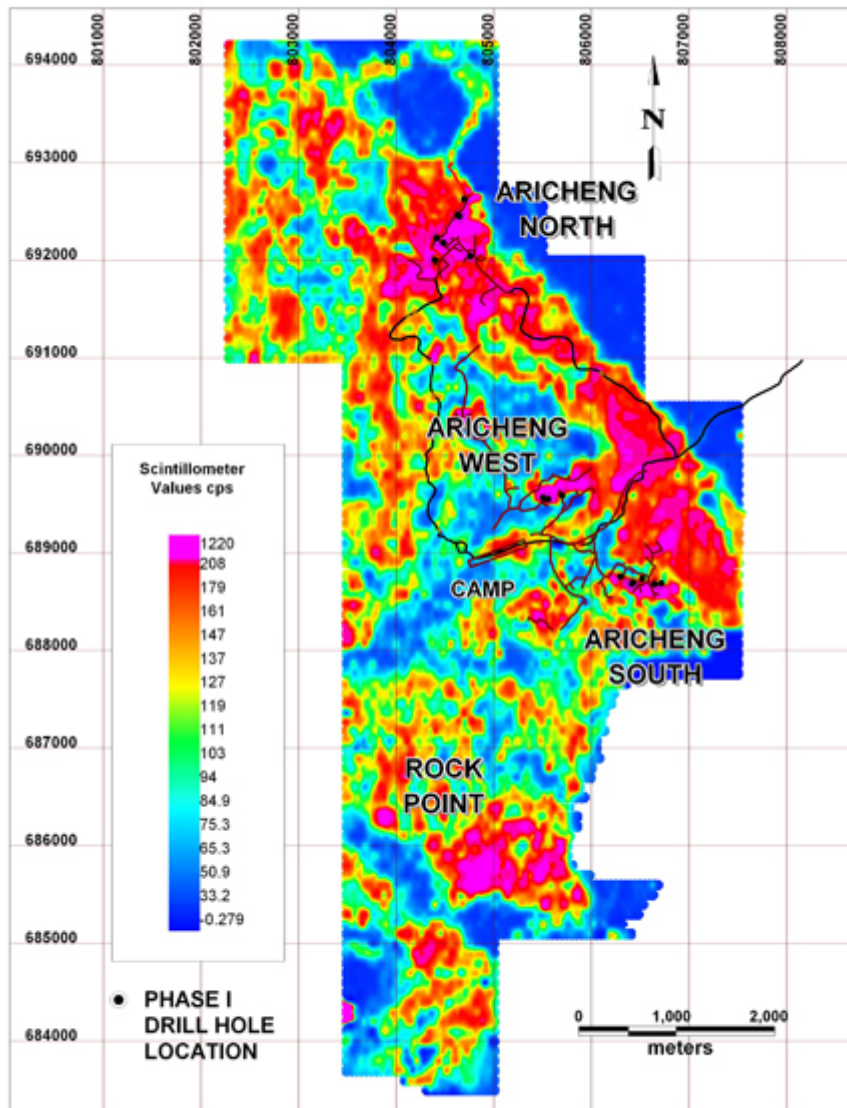 801000
802000
803000
804000
805000
806000
807000
808000
694000
693000
692000
691000
690000
689000
688000
687000
686000
685000
684000
N
ARICHENG
NORTH
ARICHENG
WEST
CAMP
ARICHENG
SOUTH
ROCK
POINT
Scintillometer
Values cps
1220
208
179
161
147
137
127
119
111
103
94
84.9
75.3
63.2
50.9
33.2
-0.279
PHASE I
DRILL HOLE
LOCATION
0 1,000 2,000
meters